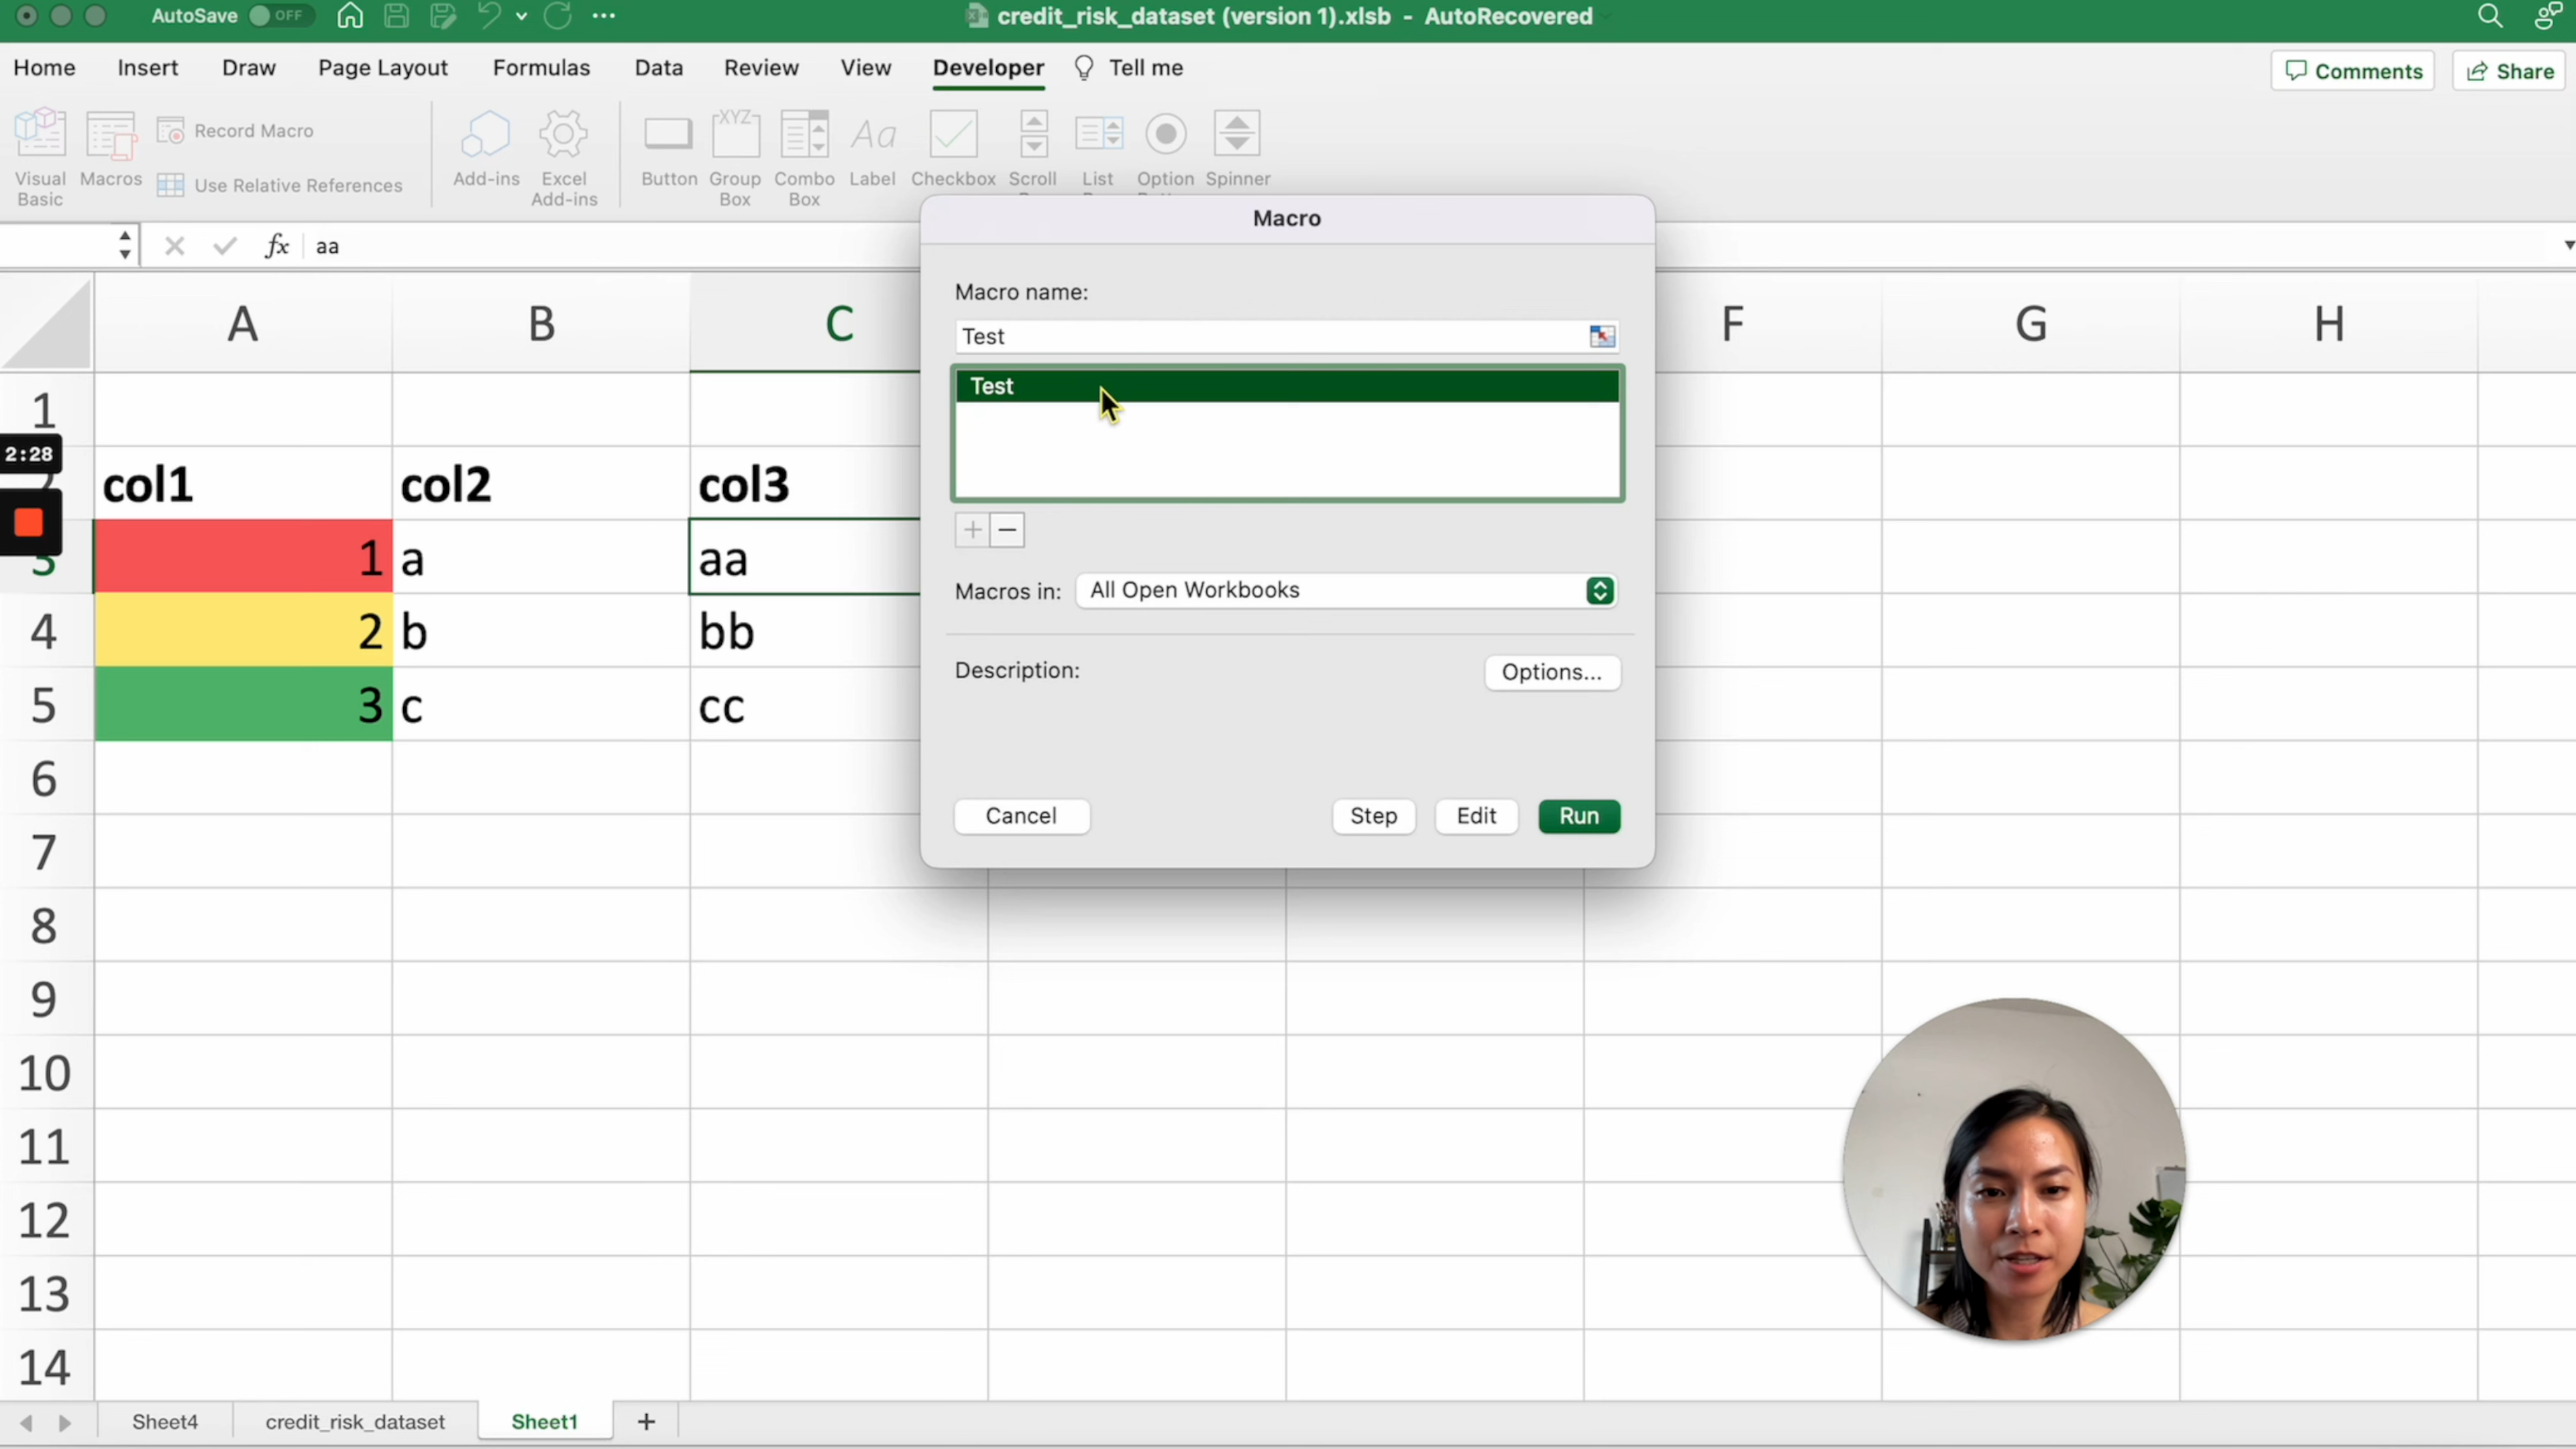 AutoSave OFF
credit_risk_dataset (version 1).xlsb - AutoRecovered
Home Insert Draw Page Layout Formulas Data Review View Developer Tell me
Comments Share
Visual Basic
Macros
Record Macro
Use Relative References
Add-ins
Excel Add-ins
Button
XYZ
Group Box
Combo Box
Aa
Label
Checkbox
Scroll
List
Option
Spinner
fx aa
Macro
Macro name:
Test
Test
+ −
Macros in: All Open Workbooks
Description:
Options...
Cancel Step Edit Run
A B C F G H
1
col1 col2 col3
3 1 a aa
4 2 b bb
5 3 c cc
6
7
8
9
10
11
12
13
14
2:28
Sheet4 credit_risk_dataset Sheet1 +